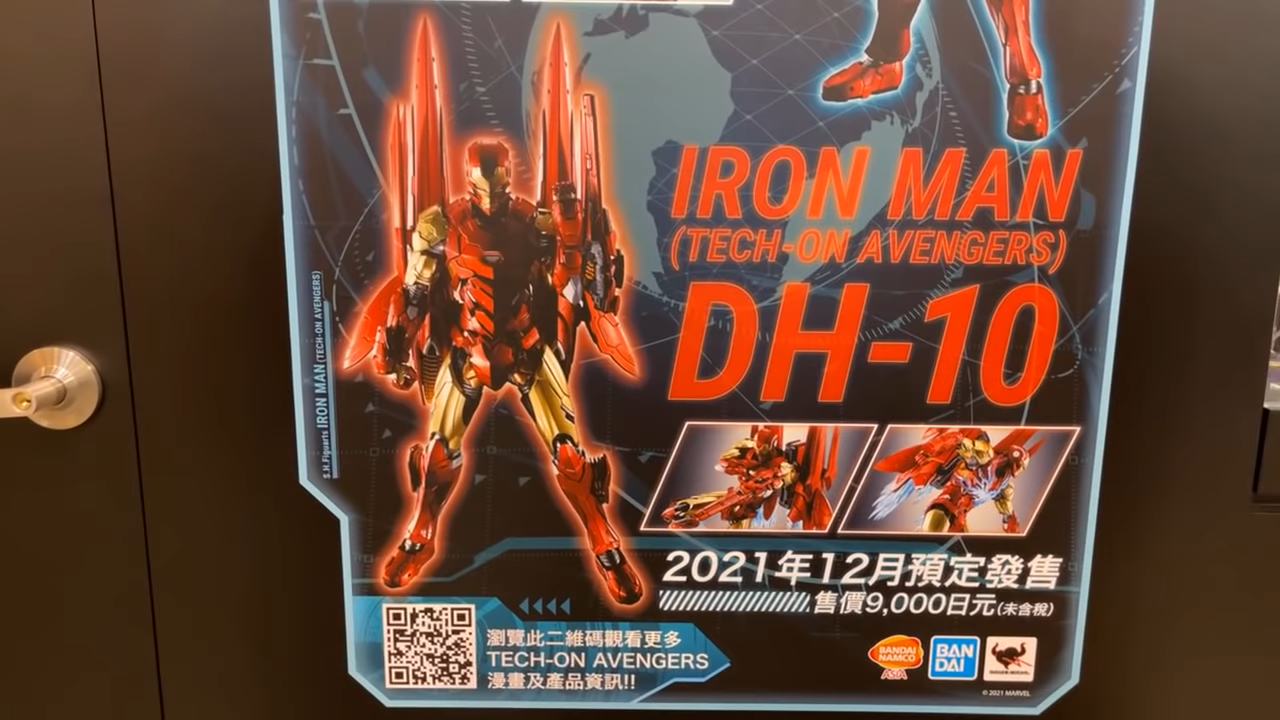 IRON MAN
(TECH-ON AVENGERS)
DH-10
S.H.Figuarts IRON MAN (TECH-ON AVENGERS)
2021年12月預定發售
售價9,000日元(未含稅)
瀏覽此二維碼觀看更多
TECH-ON AVENGERS
漫畫及產品資訊!!
BANDAI
NAMCO
ASIA
BAN
DAI
© 2021 MARVEL